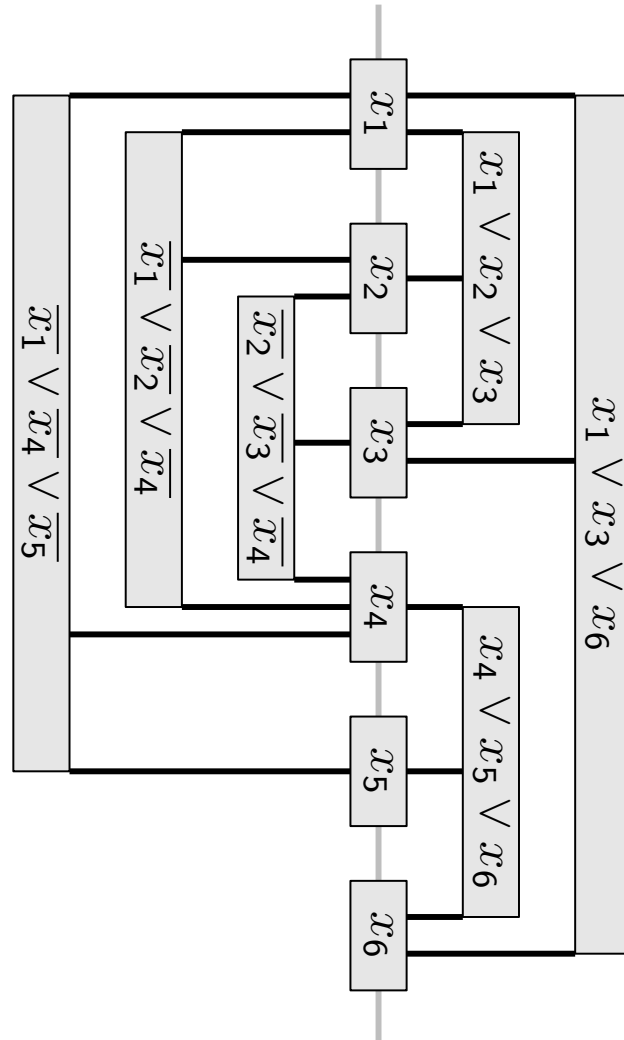 x₁ ∨ x₃ ∨ x₆
x₁ ∨ x₂ ∨ x₃
x₄ ∨ x₅ ∨ x₆
x₁
x₂
x₃
x₄
x₅
x₆
x̅₂ ∨ x̅₃ ∨ x̅₄
x̅₁ ∨ x̅₂ ∨ x̅₄
x̅₁ ∨ x̅₄ ∨ x̅₅